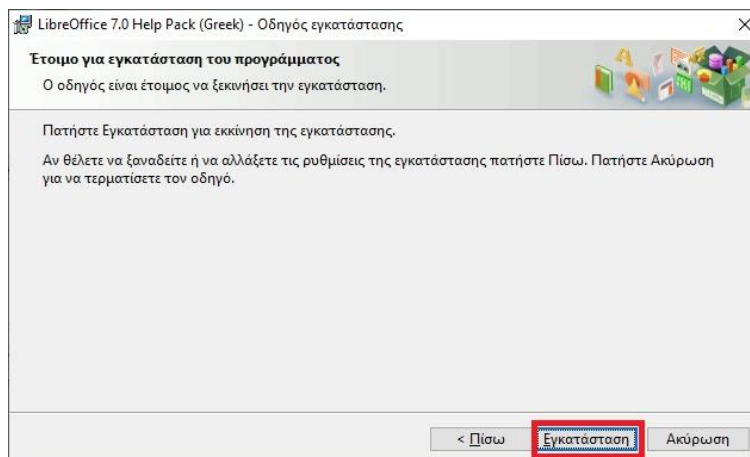 LibreOffice 7.0 Help Pack (Greek) - Οδηγός εγκατάστασης
Έτοιμο για εγκατάσταση του προγράμματος
Ο οδηγός είναι έτοιμος να ξεκινήσει την εγκατάσταση.
Πατήστε Εγκατάσταση για εκκίνηση της εγκατάστασης.
Αν θέλετε να ξαναδείτε ή να αλλάξετε τις ρυθμίσεις της εγκατάστασης πατήστε Πίσω. Πατήστε Ακύρωση
για να τερματίσετε τον οδηγό.
< Πίσω Εγκατάσταση Ακύρωση